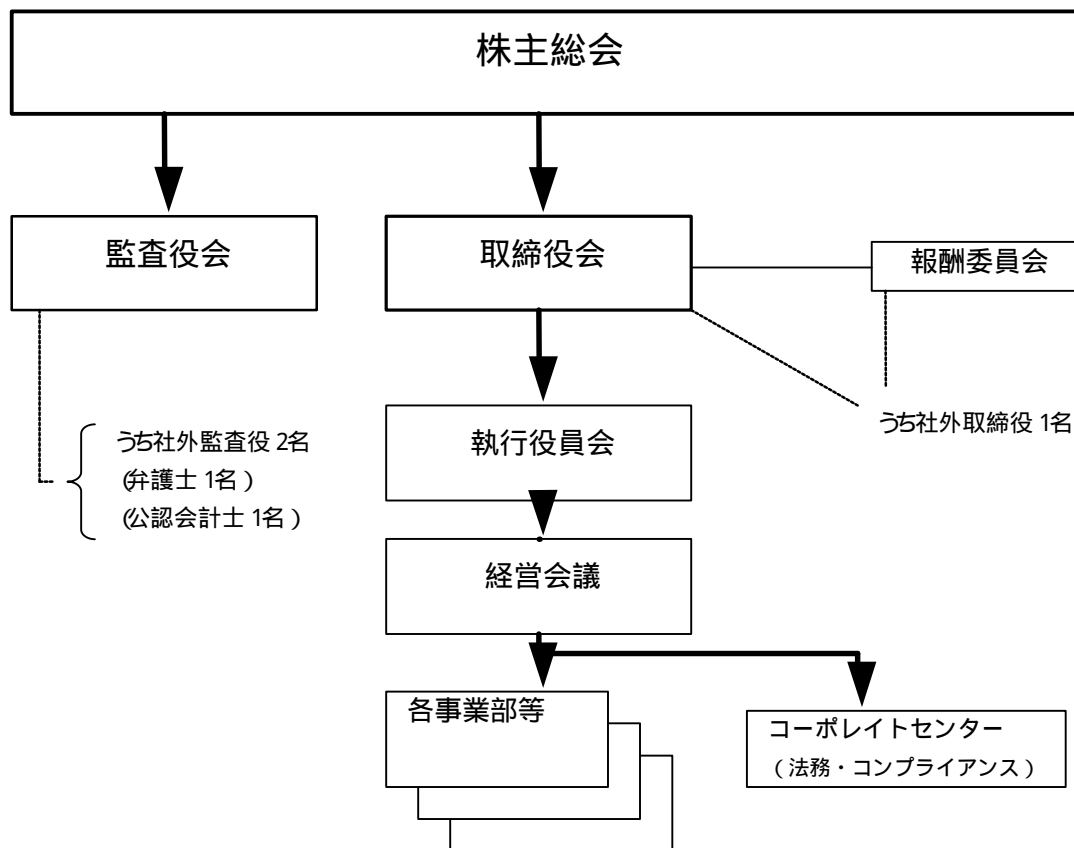 株主総会
監査役会
取締役会
報酬委員会
うち社外監査役 2名
(弁護士 1名 )
(公認会計士 1名 )
うち社外取締役 1名
執行役員会
経営会議
各事業部等
コーポレイトセンター
（法務・コンプライアンス）